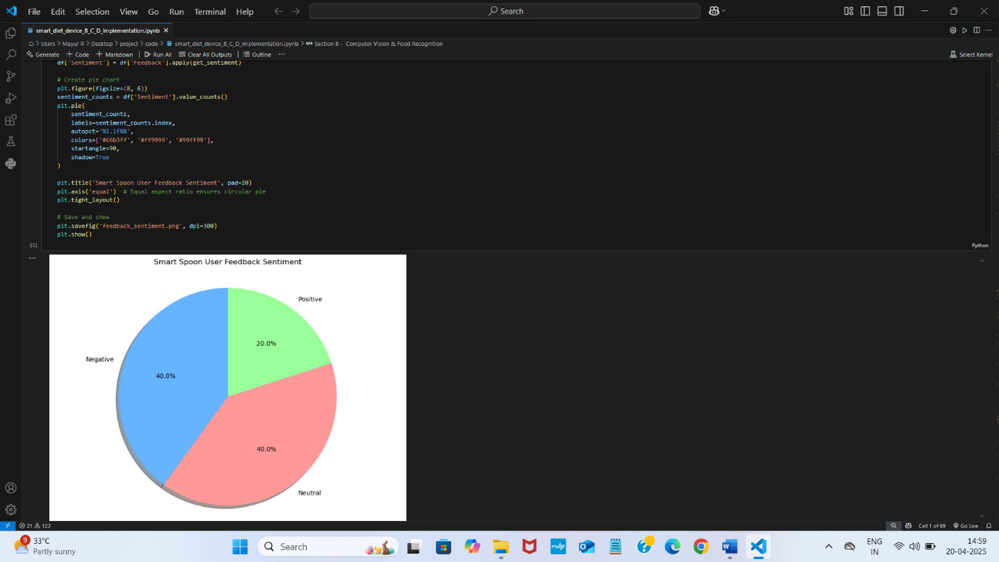 File Edit Selection View Go Run Terminal Help
Search
smart_diet_device_B_C_D_implementation.ipynb
C: > Users > Mayur R > Desktop > project > code > smart_diet_device_B_C_D_implementation.ipynb > M↓ Section B - Computer Vision & Food Recognition
Generate + Code + Markdown | Run All Clear All Outputs | Outline ...
Select Kernel
df['Sentiment'] = df['Feedback'].apply(get_sentiment)
# Create pie chart
plt.figure(figsize=(8, 6))
sentiment_counts = df['Sentiment'].value_counts()
plt.pie(
sentiment_counts,
labels=sentiment_counts.index,
autopct='%1.1f%%',
colors=['#66b3ff', '#ff9999', '#99ff99'],
startangle=90,
shadow=True
)
plt.title('Smart Spoon User Feedback Sentiment', pad=20)
plt.axis('equal')  # Equal aspect ratio ensures circular pie
plt.tight_layout()
# Save and show
plt.savefig('feedback_sentiment.png', dpi=300)
plt.show()
[2]
Python
Smart Spoon User Feedback Sentiment
Positive
20.0%
Negative
40.0%
40.0%
Neutral
21 123
Cell 1 of 69 Go Live
9
33°C
Partly sunny
Search
myhp
ENG
IN
14:59
20-04-2025